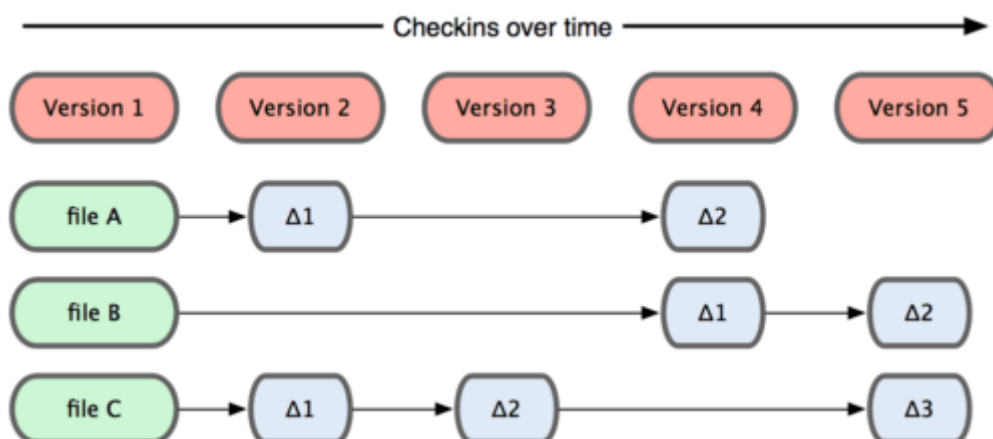 Checkins over time
Version 1 Version 2 Version 3 Version 4 Version 5
file A Δ1 Δ2
file B Δ1 Δ2
file C Δ1 Δ2 Δ3